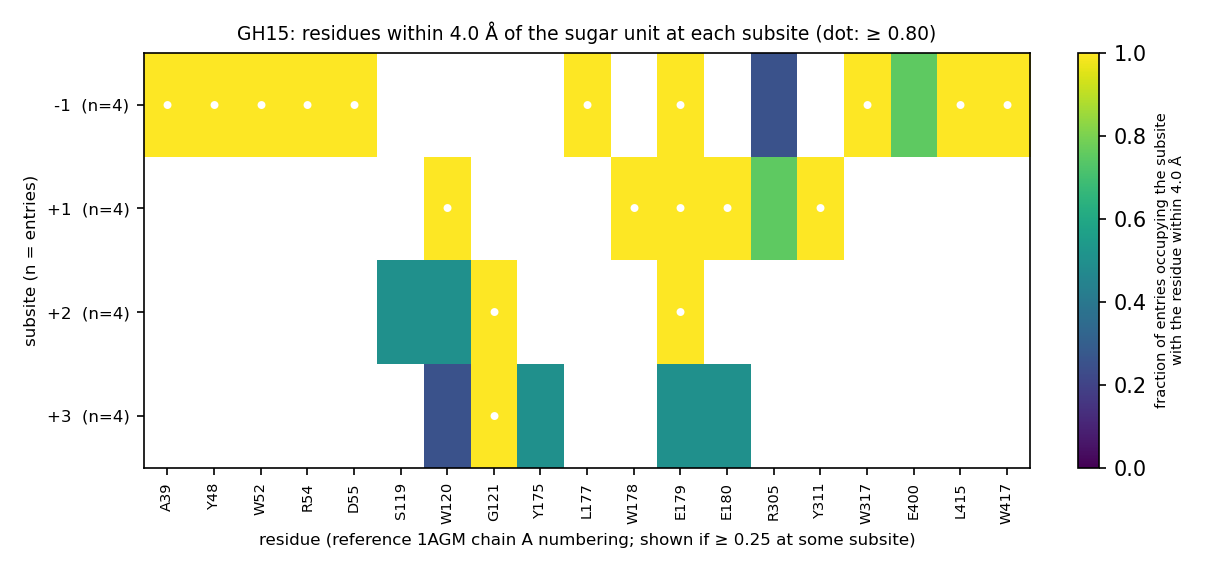 GH15: residues within 4.0 Å of the sugar unit at each subsite (dot: ≥ 0.80)
subsite (n = entries)
-1 (n=4)
+1 (n=4)
+2 (n=4)
+3 (n=4)
A39
Y48
W52
R54
D55
S119
W120
G121
Y175
L177
W178
E179
E180
R305
Y311
W317
E400
L415
W417
residue (reference 1AGM chain A numbering; shown if ≥ 0.25 at some subsite)
1.0
0.8
0.6
0.4
0.2
0.0
fraction of entries occupying the subsite
with the residue within 4.0 Å